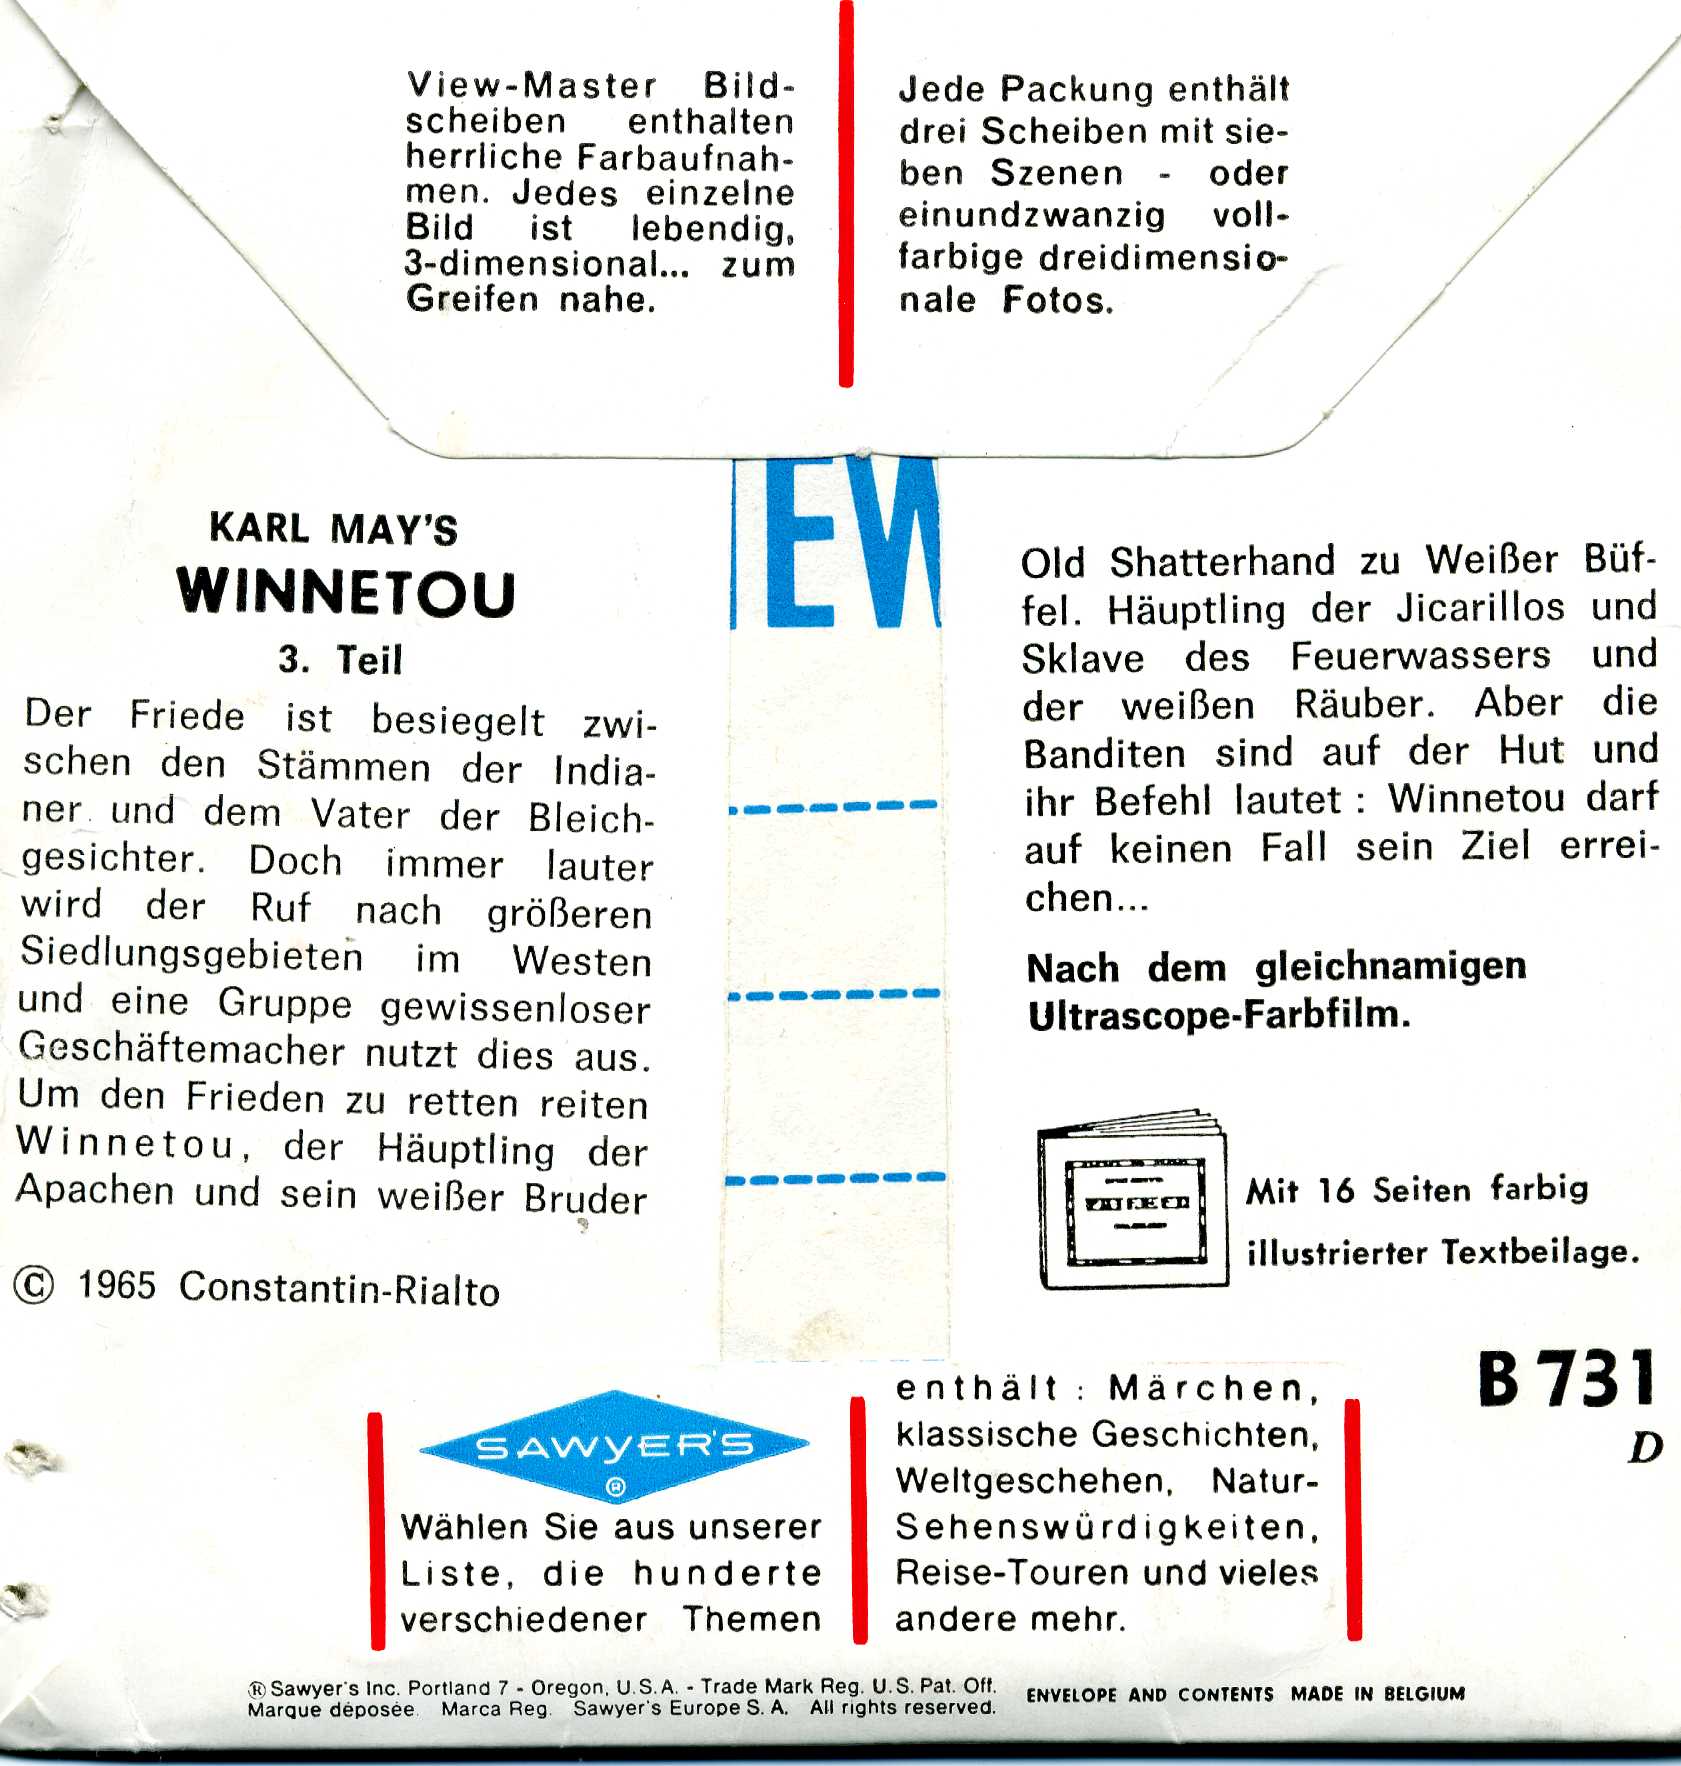 View-Master Bild-
scheiben enthalten
herrliche Farbaufnah-
men. Jedes einzelne
Bild ist lebendig,
3-dimensional... zum
Greifen nahe.
Jede Packung enthält
drei Scheiben mit sie-
ben Szenen - oder
einundzwanzig voll-
farbige dreidimensio-
nale Fotos.
EW
KARL MAY'S
WINNETOU
3. Teil
Der Friede ist besiegelt zwi-
schen den Stämmen der India-
ner und dem Vater der Bleich-
gesichter. Doch immer lauter
wird der Ruf nach größeren
Siedlungsgebieten im Westen
und eine Gruppe gewissenloser
Geschäftemacher nutzt dies aus.
Um den Frieden zu retten reiten
Winnetou, der Häuptling der
Apachen und sein weißer Bruder
© 1965 Constantin-Rialto
Old Shatterhand zu Weißer Büf-
fel. Häuptling der Jicarillos und
Sklave des Feuerwassers und
der weißen Räuber. Aber die
Banditen sind auf der Hut und
ihr Befehl lautet : Winnetou darf
auf keinen Fall sein Ziel errei-
chen...
Nach dem gleichnamigen
Ultrascope-Farbfilm.
Mit 16 Seiten farbig
illustrierter Textbeilage.
B 731
D
SAWYER'S
®
Wählen Sie aus unserer
Liste, die hunderte
verschiedener Themen
enthält : Märchen,
klassische Geschichten,
Weltgeschehen, Natur-
Sehenswürdigkeiten,
Reise-Touren und vieles
andere mehr.
® Sawyer's Inc. Portland 7 - Oregon, U.S.A. - Trade Mark Reg. U.S. Pat. Off.
Marque déposée. Marca Reg. Sawyer's Europe S. A. All rights reserved.
ENVELOPE AND CONTENTS MADE IN BELGIUM